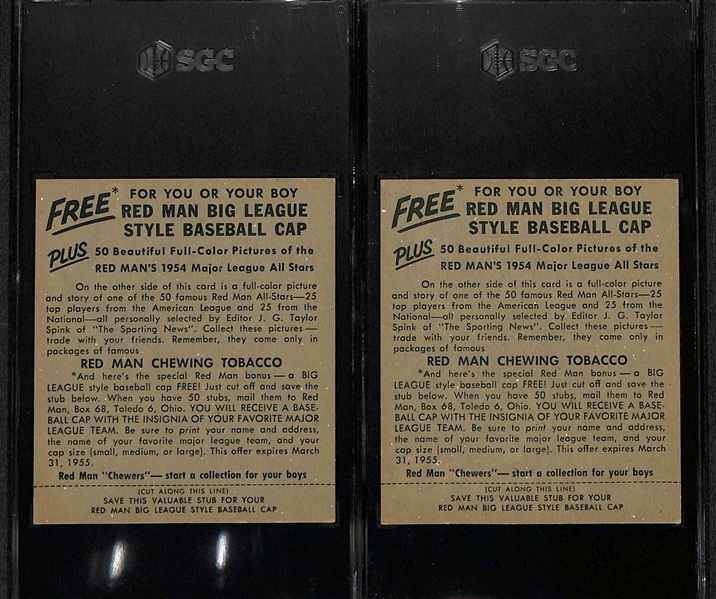 SGC
FREE* FOR YOU OR YOUR BOY
RED MAN BIG LEAGUE
STYLE BASEBALL CAP
PLUS 50 Beautiful Full-Color Pictures of the
RED MAN'S 1954 Major League All Stars
On the other side of this card is a full-color picture
and story of one of the 50 famous Red Man All-Stars—25
top players from the American League and 25 from the
National—all personally selected by Editor J. G. Taylor
Spink of "The Sporting News". Collect these pictures—
trade with your friends. Remember, they come only in
packages of famous
RED MAN CHEWING TOBACCO
*And here's the special Red Man bonus—a BIG
LEAGUE style baseball cap FREE! Just cut off and save the
stub below. When you have 50 stubs, mail them to Red
Man, Box 68, Toledo 6, Ohio. YOU WILL RECEIVE A BASE-
BALL CAP WITH THE INSIGNIA OF YOUR FAVORITE MAJOR
LEAGUE TEAM. Be sure to print your name and address,
the name of your favorite major league team, and your
cap size (small, medium, or large). This offer expires March
31, 1955.
Red Man "Chewers"—start a collection for your boys
(CUT ALONG THIS LINE)
SAVE THIS VALUABLE STUB FOR YOUR
RED MAN BIG LEAGUE STYLE BASEBALL CAP
SGC
FREE* FOR YOU OR YOUR BOY
RED MAN BIG LEAGUE
STYLE BASEBALL CAP
PLUS 50 Beautiful Full-Color Pictures of the
RED MAN'S 1954 Major League All Stars
On the other side of this card is a full-color picture
and story of one of the 50 famous Red Man All-Stars—25
top players from the American League and 25 from the
National—all personally selected by Editor J. G. Taylor
Spink of "The Sporting News". Collect these pictures—
trade with your friends. Remember, they come only in
packages of famous
RED MAN CHEWING TOBACCO
*And here's the special Red Man bonus—a BIG
LEAGUE style baseball cap FREE! Just cut off and save the
stub below. When you have 50 stubs, mail them to Red
Man, Box 68, Toledo 6, Ohio. YOU WILL RECEIVE A BASE-
BALL CAP WITH THE INSIGNIA OF YOUR FAVORITE MAJOR
LEAGUE TEAM. Be sure to print your name and address,
the name of your favorite major league team, and your
cap size (small, medium, or large). This offer expires March
31, 1955.
Red Man "Chewers"—start a collection for your boys
(CUT ALONG THIS LINE)
SAVE THIS VALUABLE STUB FOR YOUR
RED MAN BIG LEAGUE STYLE BASEBALL CAP